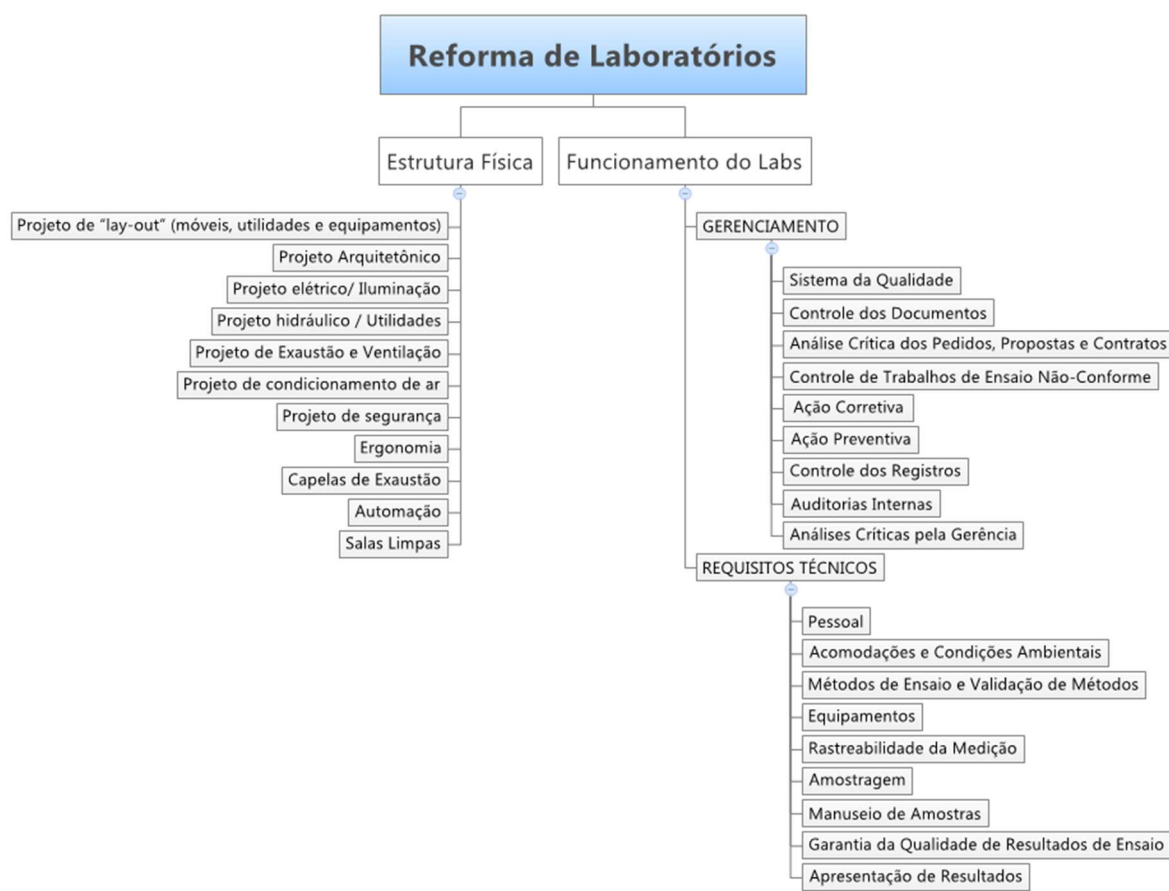 Reforma de Laboratórios
Estrutura Física
Funcionamento do Labs
Projeto de “lay-out” (móveis, utilidades e equipamentos)
Projeto Arquitetônico
Projeto elétrico/ Iluminação
Projeto hidráulico / Utilidades
Projeto de Exaustão e Ventilação
Projeto de condicionamento de ar
Projeto de segurança
Ergonomia
Capelas de Exaustão
Automação
Salas Limpas
GERENCIAMENTO
Sistema da Qualidade
Controle dos Documentos
Análise Crítica dos Pedidos, Propostas e Contratos
Controle de Trabalhos de Ensaio Não-Conforme
Ação Corretiva
Ação Preventiva
Controle dos Registros
Auditorias Internas
Análises Críticas pela Gerência
REQUISITOS TÉCNICOS
Pessoal
Acomodações e Condições Ambientais
Métodos de Ensaio e Validação de Métodos
Equipamentos
Rastreabilidade da Medição
Amostragem
Manuseio de Amostras
Garantia da Qualidade de Resultados de Ensaio
Apresentação de Resultados